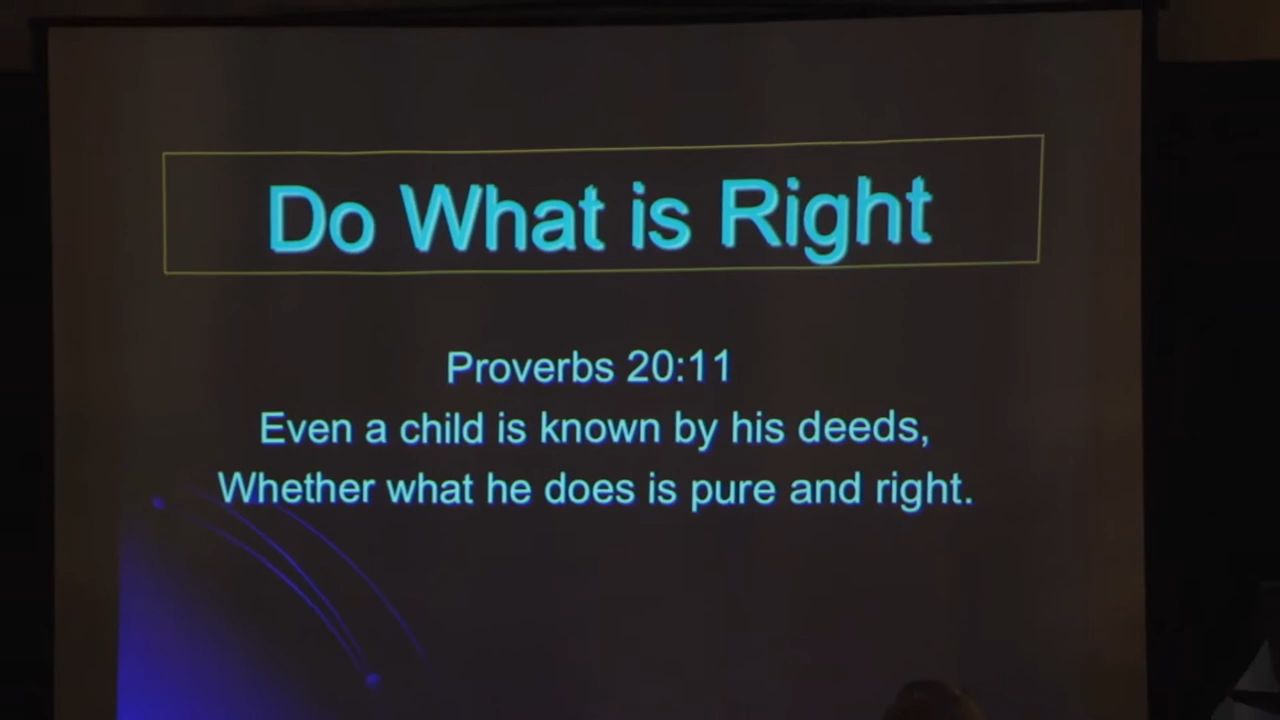 Do What is Right
Proverbs 20:11
Even a child is known by his deeds,
Whether what he does is pure and right.